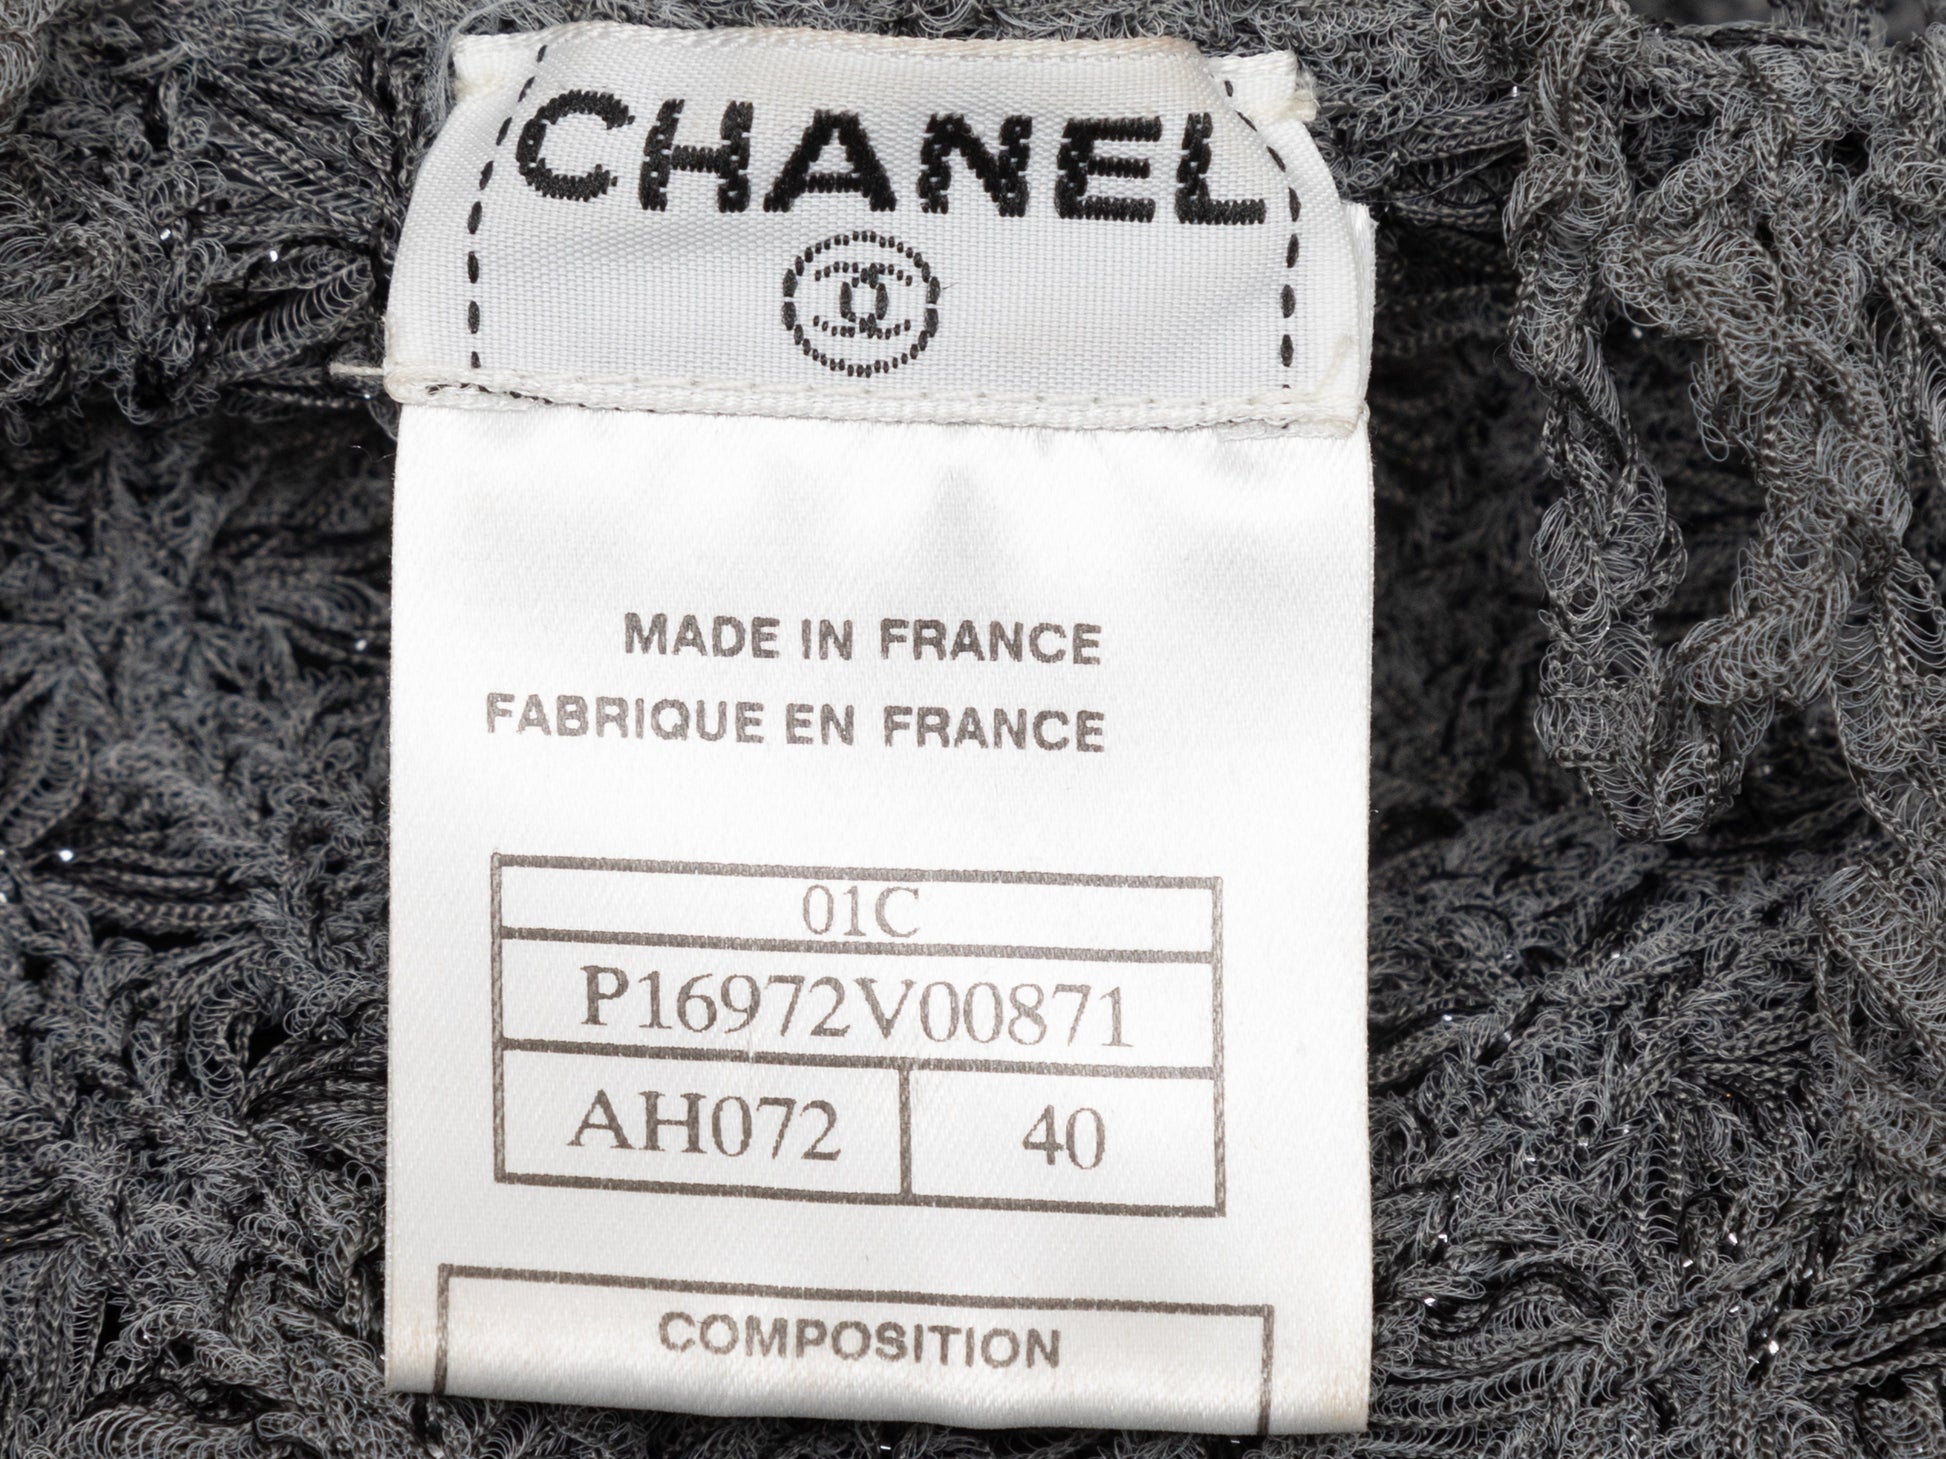 CHANEL
MADE IN FRANCE
FABRIQUE EN FRANCE
01C
P16972V00871
AH072 40
COMPOSITION